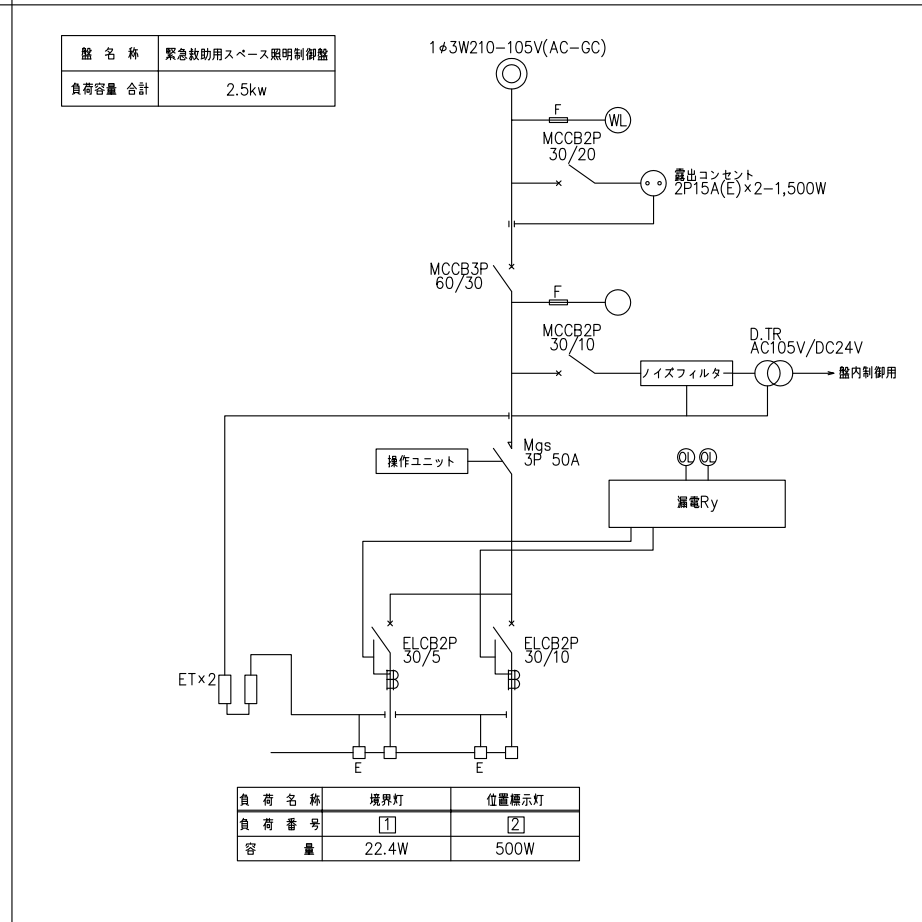 盤 名 称 緊急救助用スペース照明制御盤
負荷容量 合計 2.5kw
1φ3W210-105V(AC-GC)
F
WL
MCCB2P
30/20
露出コンセント
2P15A(E)×2-1,500W
MCCB3P
60/30
F
MCCB2P
30/10
D.TR
AC105V/DC24V
ノイズフィルター
盤内制御用
操作ユニット
Mgs
3P 50A
OL OL
漏電Ry
ELCB2P
30/5
ELCB2P
30/10
ET×2
E E
負 荷 名 称 境界灯 位置標示灯
負 荷 番 号 1 2
容 量 22.4W 500W